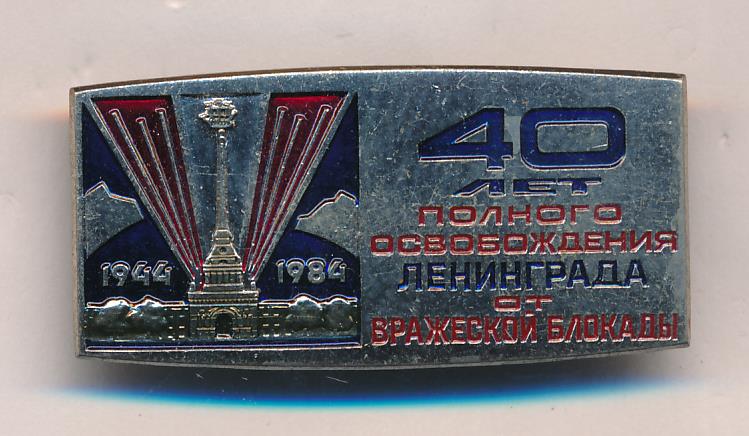 1944 1984
40
ЛЕТ
ПОЛНОГО
ОСВОБОЖДЕНИЯ
ЛЕНИНГРАДА
ОТ
ВРАЖЕСКОЙ БЛОКАДЫ